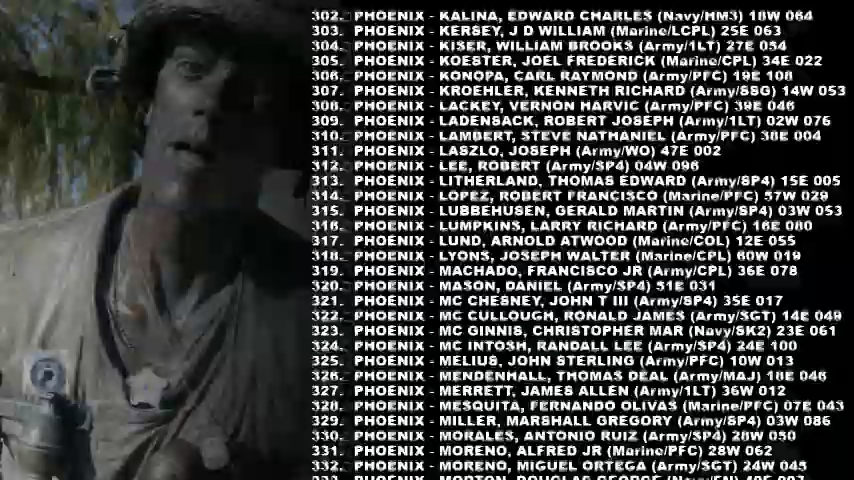 302. PHOENIX - KALINA, EDWARD CHARLES (Navy/HM3) 18W 064
303. PHOENIX - KERSEY, J D WILLIAM (Marine/LCPL) 25E 063
304. PHOENIX - KISER, WILLIAM BROOKS (Army/1LT) 27E 054
305. PHOENIX - KOESTER, JOEL FREDERICK (Marine/CPL) 34E 022
306. PHOENIX - KONOPA, CARL RAYMOND (Army/PFC) 19E 108
307. PHOENIX - KROEHLER, KENNETH RICHARD (Army/SSG) 14W 053
308. PHOENIX - LACKEY, VERNON HARVIC (Army/PFC) 39E 046
309. PHOENIX - LADENSACK, ROBERT JOSEPH (Army/1LT) 02W 076
310. PHOENIX - LAMBERT, STEVE NATHANIEL (Army/PFC) 38E 004
311. PHOENIX - LASZLO, JOSEPH (Army/WO) 47E 002
312. PHOENIX - LEE, ROBERT (Army/SP4) 04W 096
313. PHOENIX - LITHERLAND, THOMAS EDWARD (Army/SP4) 15E 005
314. PHOENIX - LOPEZ, ROBERT FRANCISCO (Marine/PFC) 57W 029
315. PHOENIX - LUBBEHUSEN, GERALD MARTIN (Army/SP4) 03W 053
316. PHOENIX - LUMPKINS, LARRY RICHARD (Army/PFC) 16E 080
317. PHOENIX - LUND, ARNOLD ATWOOD (Marine/COL) 12E 055
318. PHOENIX - LYONS, JOSEPH WALTER (Marine/CPL) 60W 019
319. PHOENIX - MACHADO, FRANCISCO JR (Army/CPL) 36E 078
320. PHOENIX - MASON, DANIEL (Army/SP4) 51E 031
321. PHOENIX - MC CHESNEY, JOHN T III (Army/SP4) 35E 017
322. PHOENIX - MC CULLOUGH, RONALD JAMES (Army/SGT) 14E 049
323. PHOENIX - MC GINNIS, CHRISTOPHER MAR (Navy/SK2) 23E 061
324. PHOENIX - MC INTOSH, RANDALL LEE (Army/SP4) 24E 100
325. PHOENIX - MELIUS, JOHN STERLING (Army/PFC) 10W 013
326. PHOENIX - MENDENHALL, THOMAS DEAL (Army/MAJ) 18E 046
327. PHOENIX - MERRETT, JAMES ALLEN (Army/1LT) 36W 012
328. PHOENIX - MESQUITA, FERNANDO OLIVAS (Marine/PFC) 07E 043
329. PHOENIX - MILLER, MARSHALL GREGORY (Army/SP4) 03W 086
330. PHOENIX - MORALES, ANTONIO RUIZ (Army/SP4) 28W 050
331. PHOENIX - MORENO, ALFRED JR (Marine/PFC) 28W 062
332. PHOENIX - MORENO, MIGUEL ORTEGA (Army/SGT) 24W 045